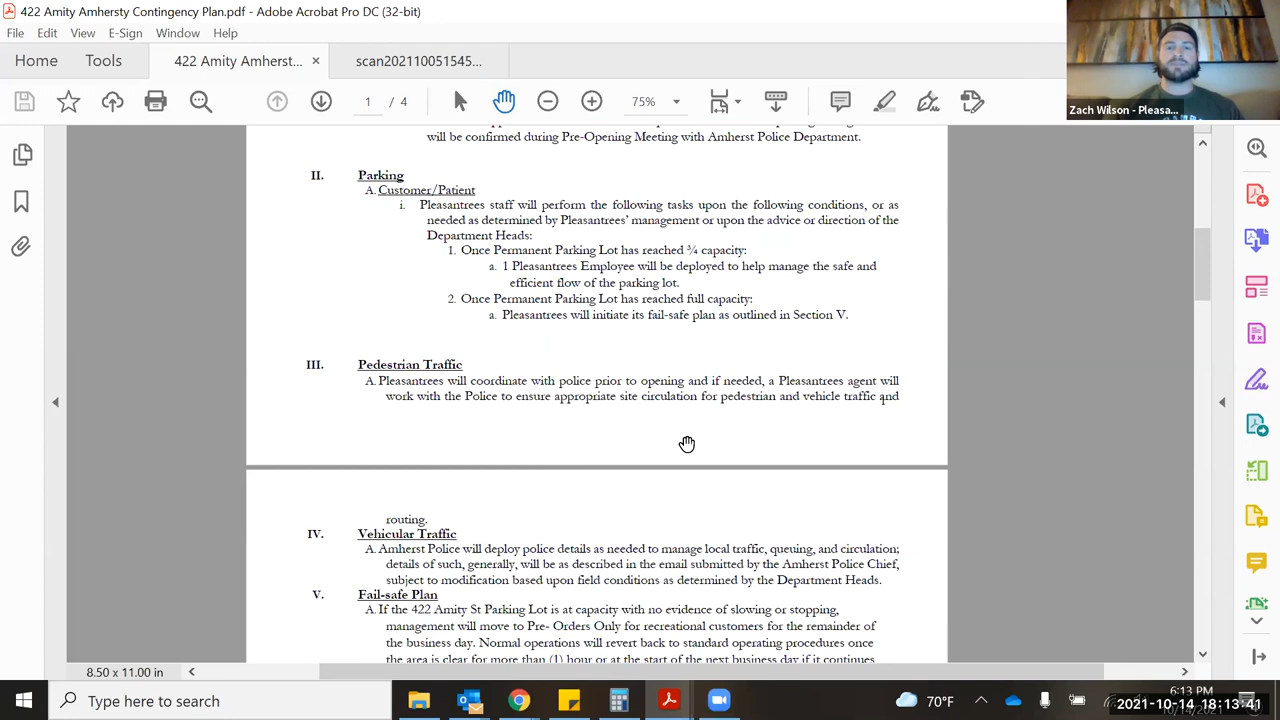 422 Amity Amhersty Contingency Plan.pdf - Adobe Acrobat Pro DC (32-bit)
File Edit View E-Sign Window Help
Home Tools 422 Amity Amherst... × scan202110051545...
1 / 4 75%
Zach Wilson - Pleasa...
will be confirmed during Pre-Opening Meeting with Amherst Police Department.
II. Parking
A. Customer/Patient
i. Pleasantrees staff will perform the following tasks upon the following conditions, or as
needed as determined by Pleasantrees' management or upon the advice or direction of the
Department Heads:
1. Once Permanent Parking Lot has reached ¾ capacity:
a. 1 Pleasantrees Employee will be deployed to help manage the safe and
efficient flow of the parking lot.
2. Once Permanent Parking Lot has reached full capacity:
a. Pleasantrees will initiate its fail-safe plan as outlined in Section V.
III. Pedestrian Traffic
A. Pleasantrees will coordinate with police prior to opening and if needed, a Pleasantrees agent will
work with the Police to ensure appropriate site circulation for pedestrian and vehicle traffic and
routing.
IV. Vehicular Traffic
A. Amherst Police will deploy police details as needed to manage local traffic, queuing, and circulation;
details of such, generally, will be as described in the email submitted by the Amherst Police Chief,
subject to modification based upon field conditions as determined by the Department Heads.
V. Fail-safe Plan
A. If the 422 Amity St Parking Lot is at capacity with no evidence of slowing or stopping,
management will move to Pre- Orders Only for recreational customers for the remainder of
the business day. Normal operations will revert back to standard operating procedures once
the area is clear for more than (1) hour or at the start of the next business day if it continues
8.50 x 11.00 in
Type here to search
70°F
6:13 PM
2021-10-14 18:13:41